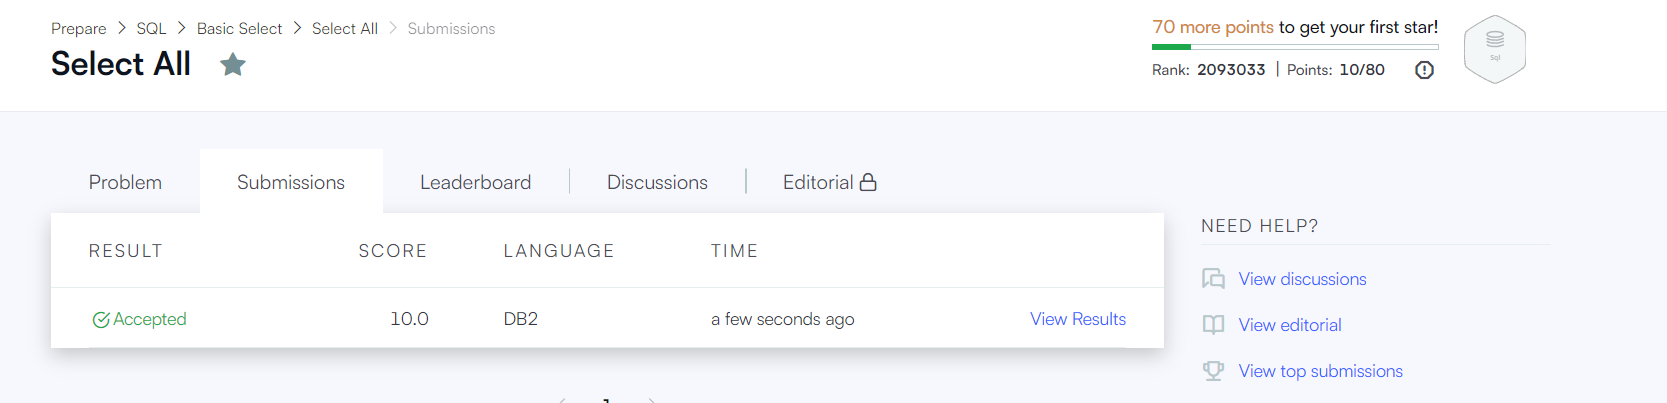 Prepare > SQL > Basic Select > Select All > Submissions
Select All
70 more points to get your first star!
Rank: 2093033 | Points: 10/80
Sql
Problem
Submissions
Leaderboard
Discussions
Editorial
RESULT SCORE LANGUAGE TIME
Accepted 10.0 DB2 a few seconds ago View Results
NEED HELP?
View discussions
View editorial
View top submissions